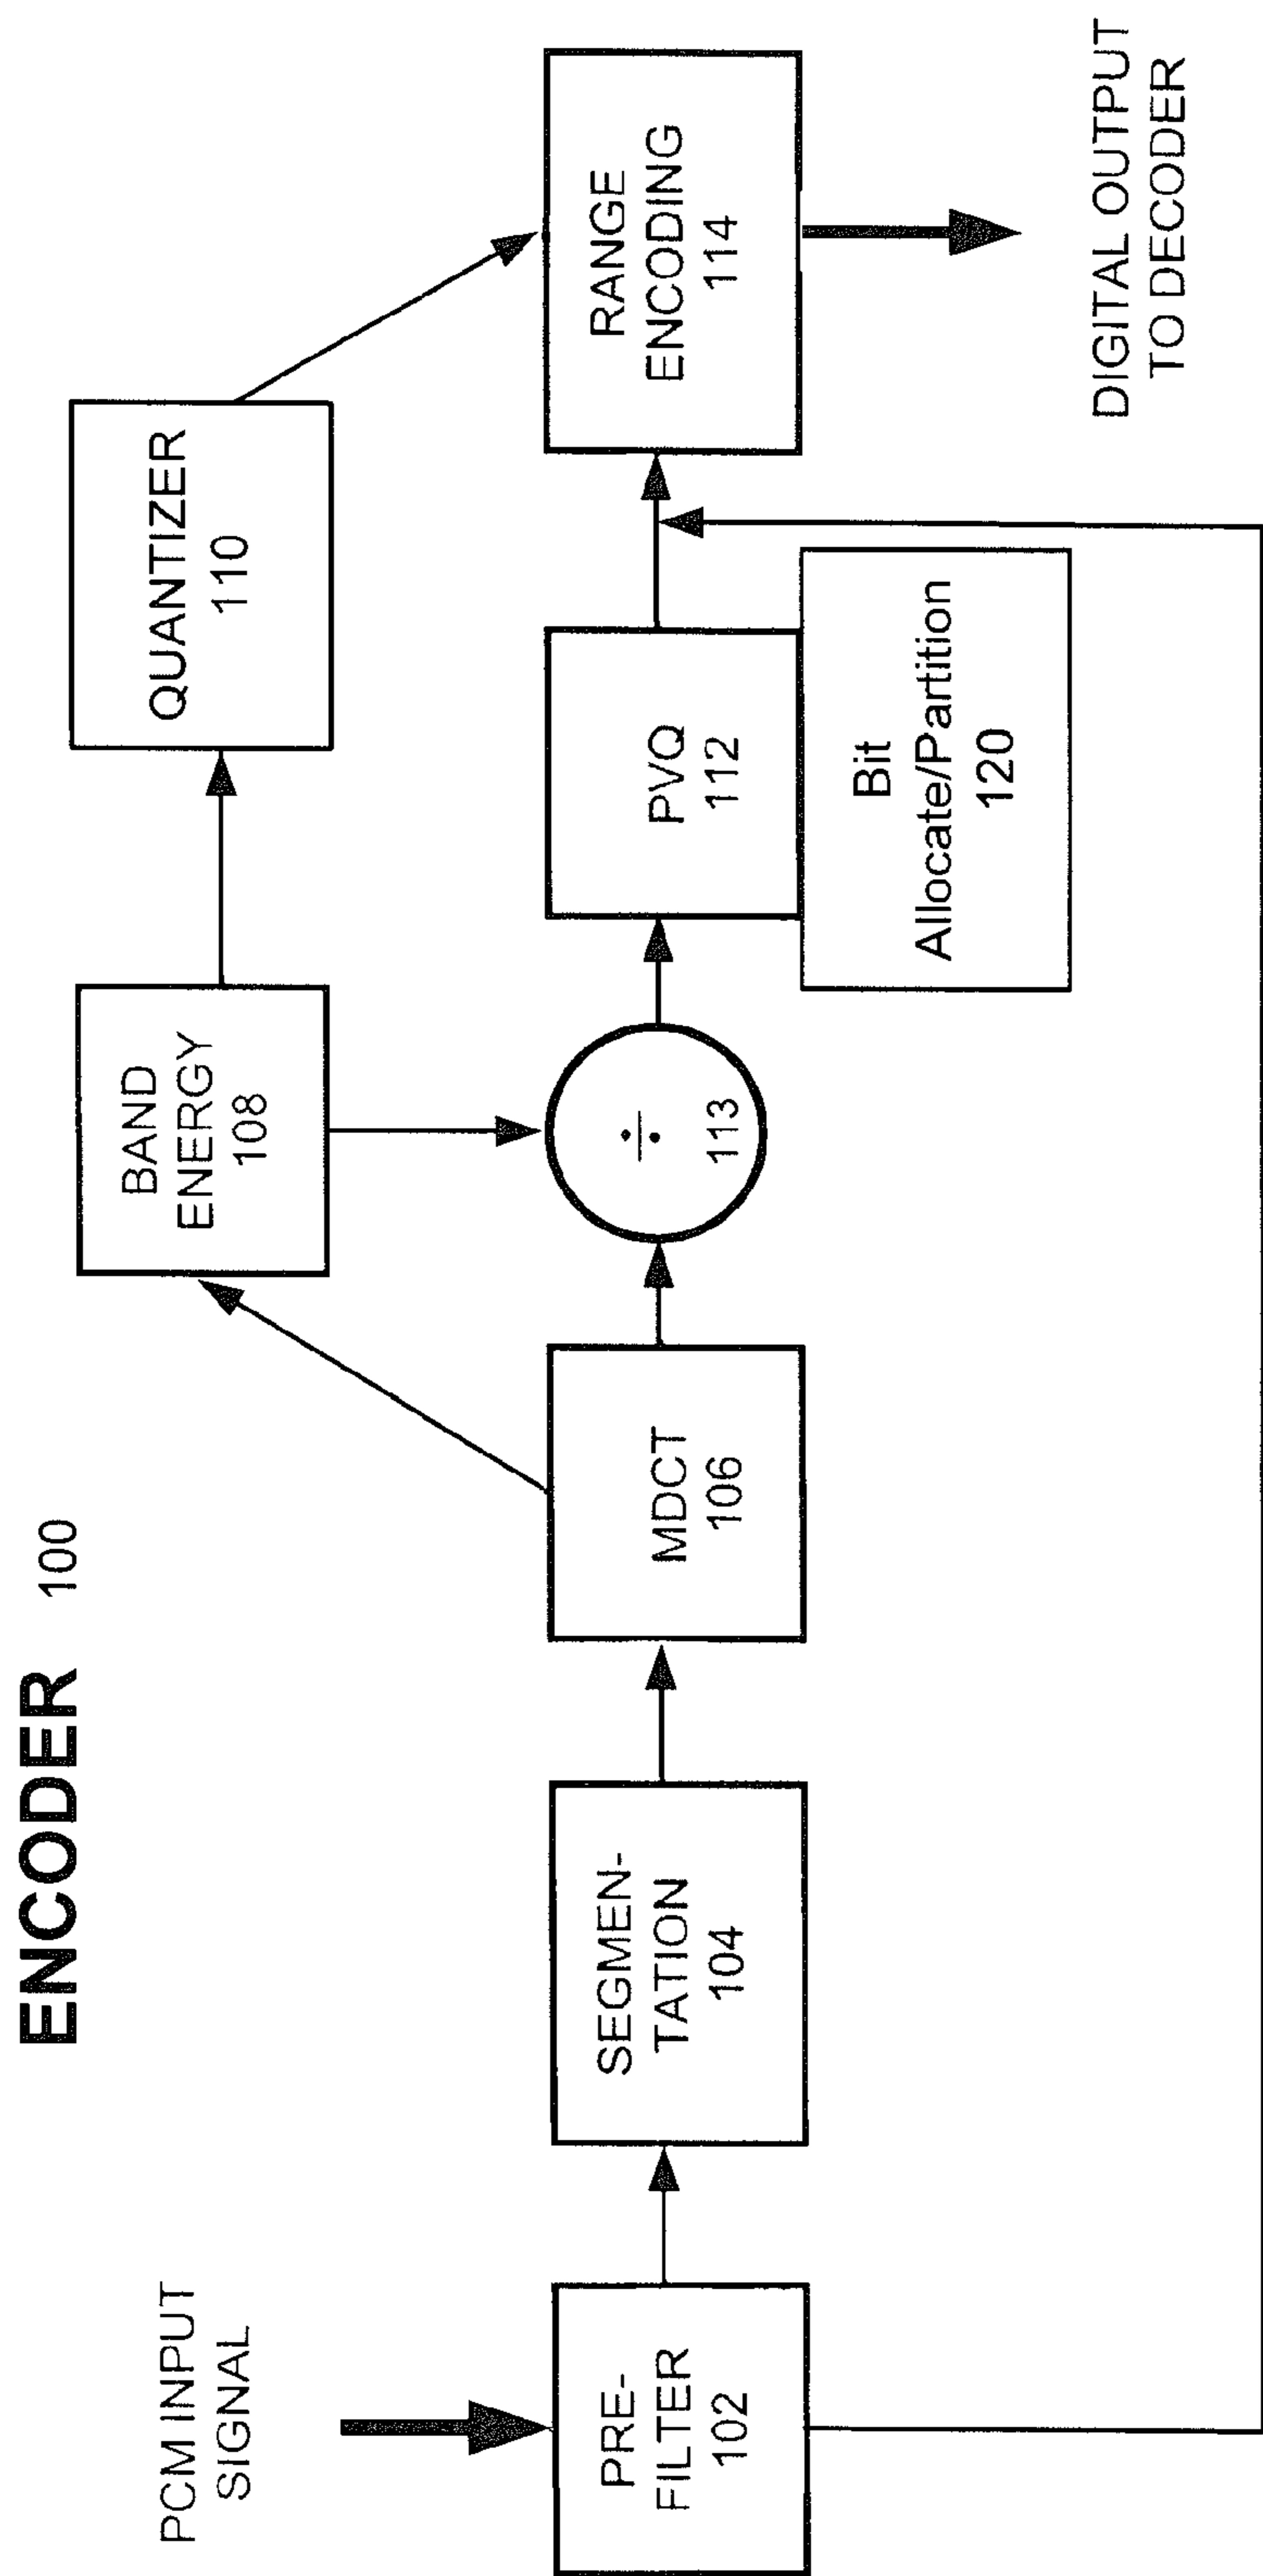 ENCODER 100
PCM INPUT
SIGNAL
PRE-
FILTER
102
SEGMEN-
TATION
104
MDCT
106
BAND
ENERGY
108
÷
113
QUANTIZER
110
PVQ
112
Bit
Allocate/Partition
120
RANGE
ENCODING
114
DIGITAL OUTPUT
TO DECODER